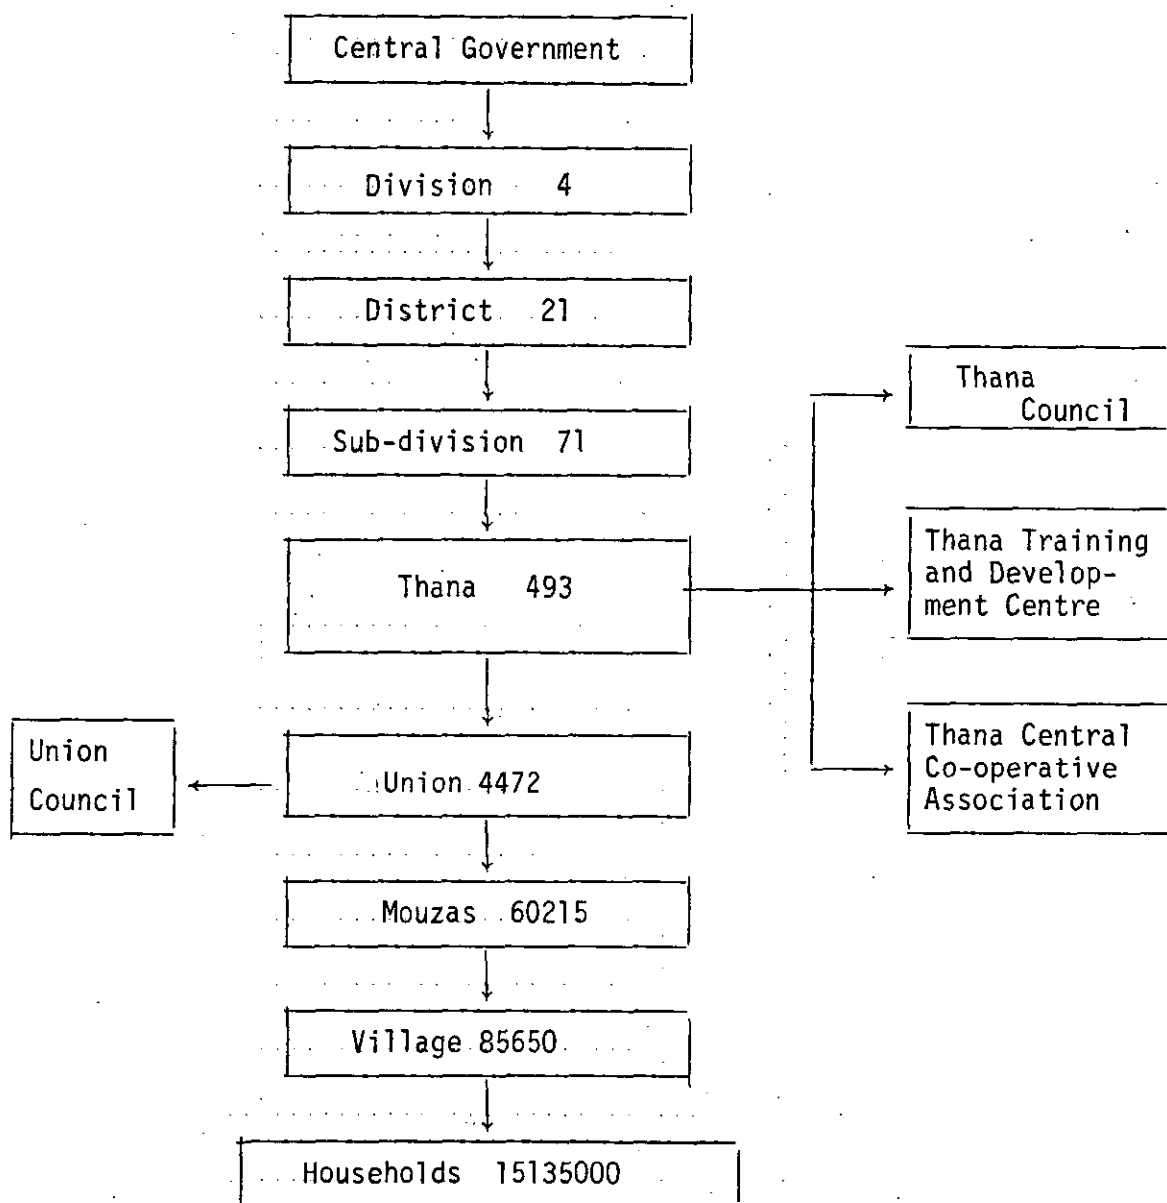 Central Government
Division 4
District 21
Sub-division 71
Thana 493
Thana
Council
Thana Training
and Develop-
ment Centre
Thana Central
Co-operative
Association
Union 4472
Union
Council
Mouzas 60215
Village 85650
Households 15135000